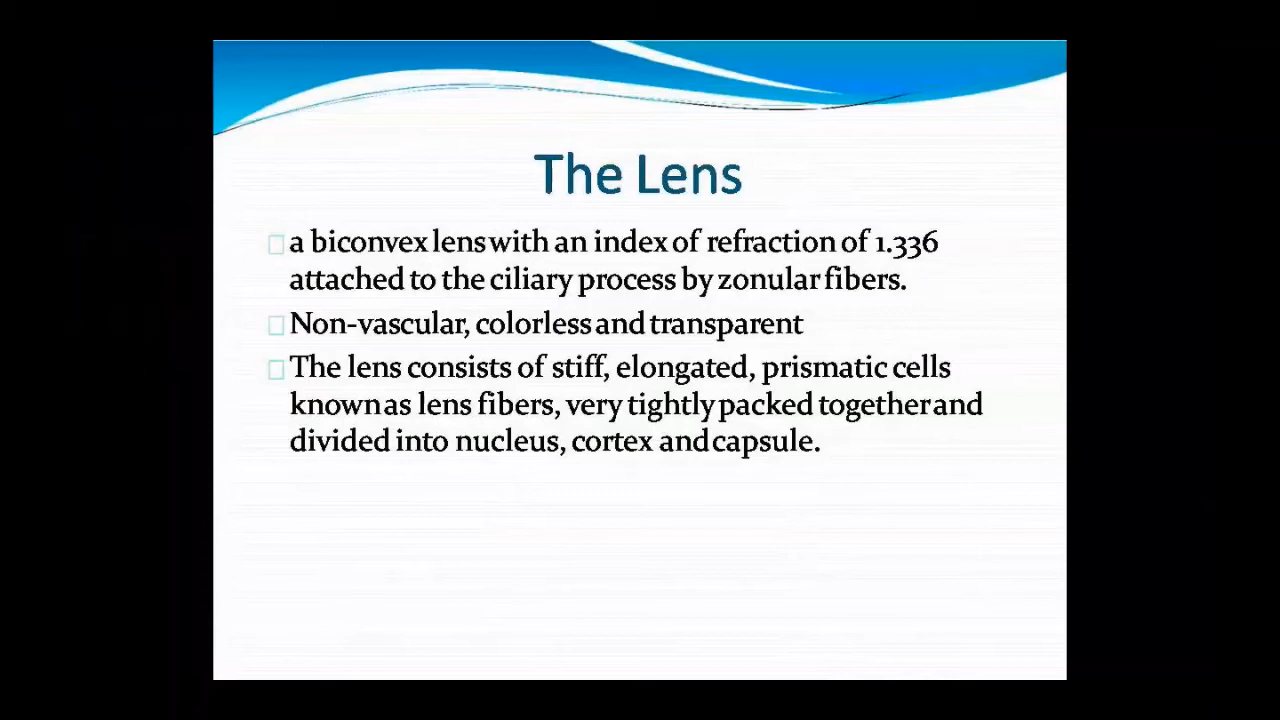 The Lens
a biconvex lens with an index of refraction of 1.336
attached to the ciliary process by zonular fibers.
Non-vascular, colorless and transparent
The lens consists of stiff, elongated, prismatic cells
known as lens fibers, very tightly packed together and
divided into nucleus, cortex and capsule.